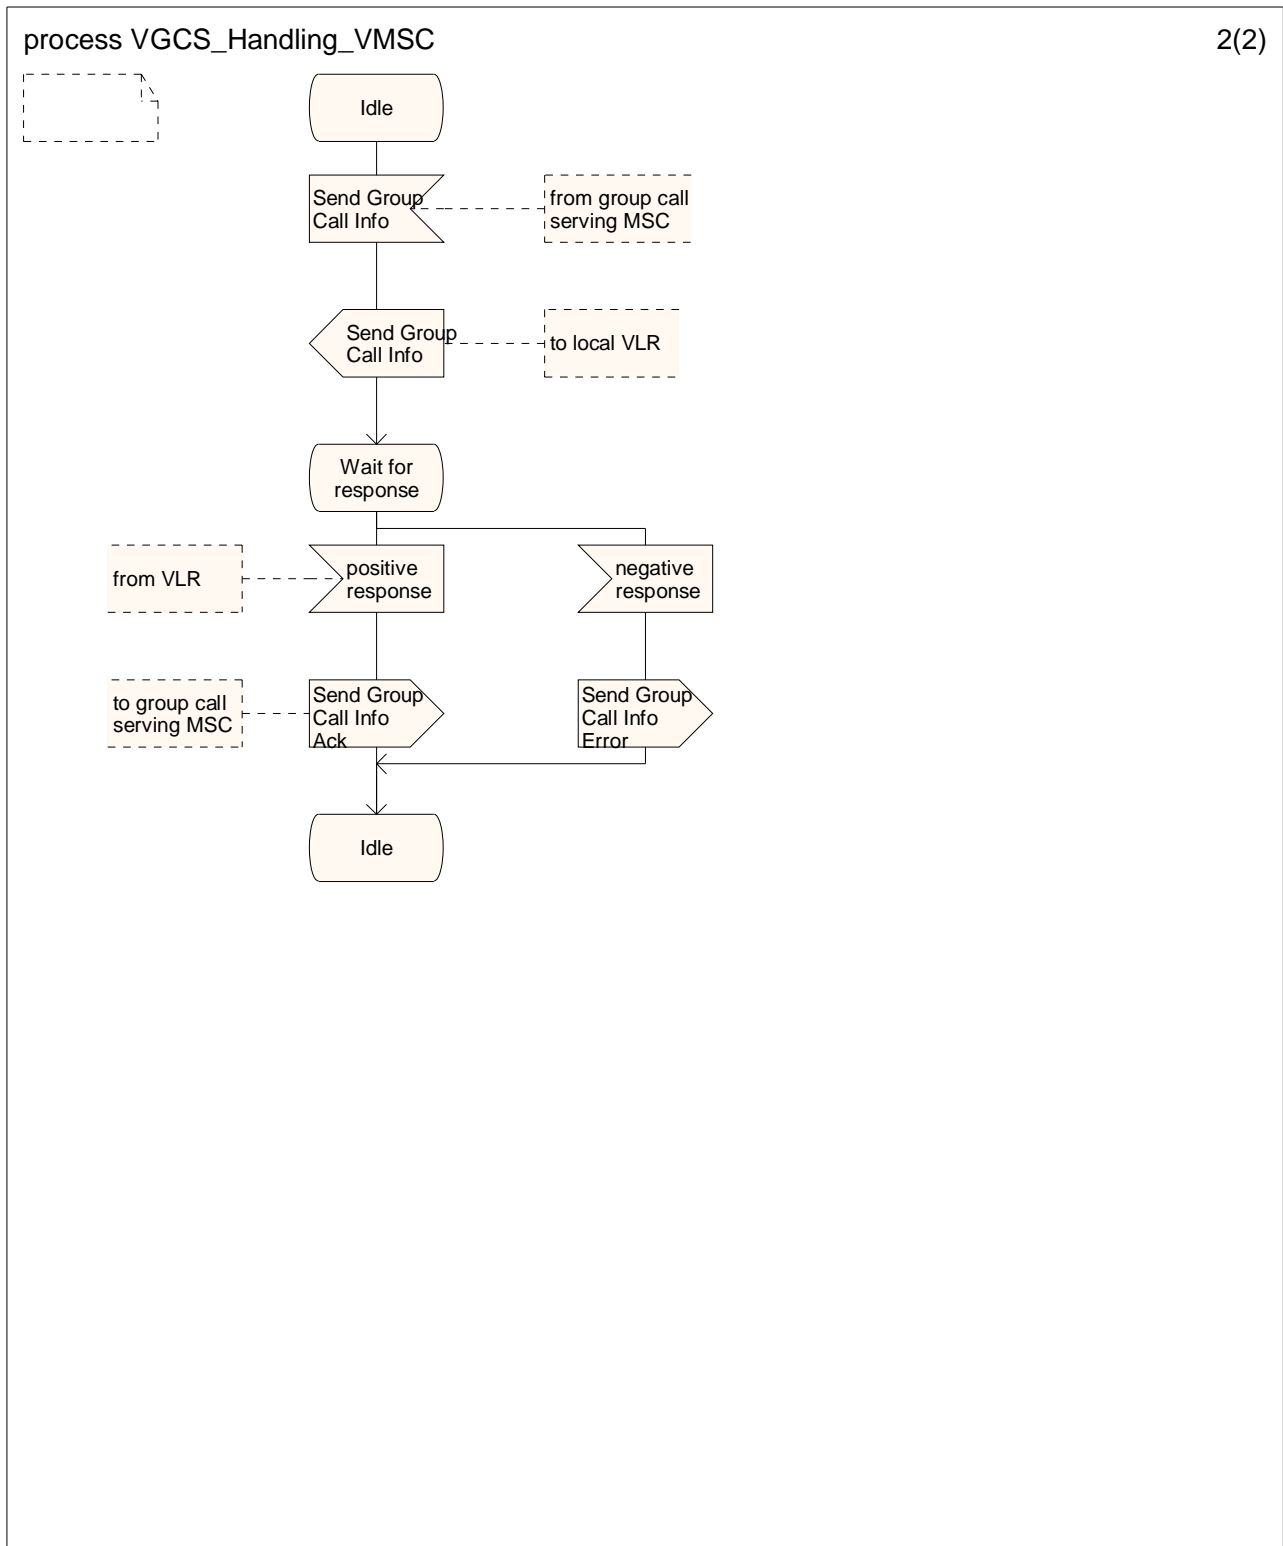 process VGCS_Handling_VMSC
2(2)
Idle
Send Group
Call Info
from group call
serving MSC
Send Group
Call Info
to local VLR
Wait for
response
from VLR
positive
response
negative
response
to group call
serving MSC
Send Group
Call Info
Ack
Send Group
Call Info
Error
Idle